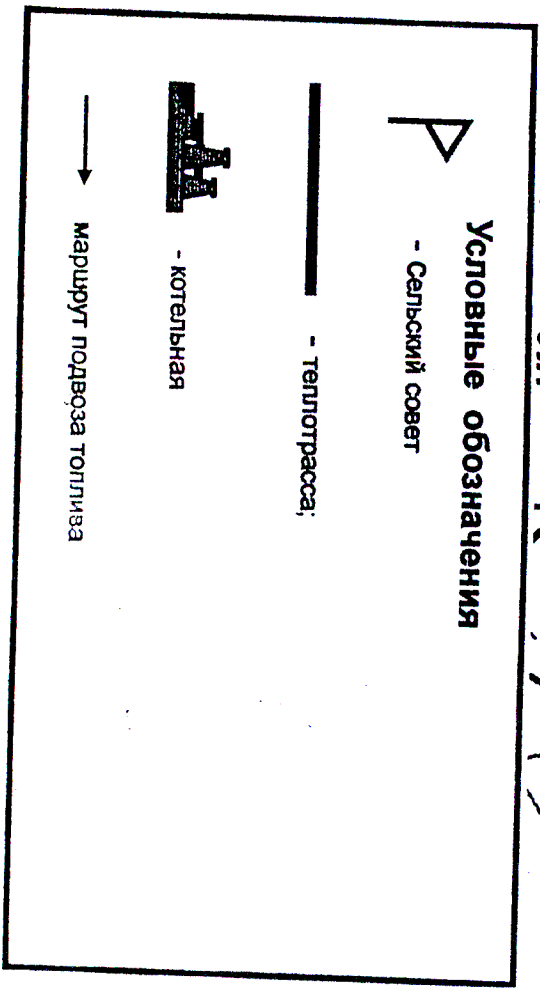 Условные обозначения
- Сельский совет
- теплотрасса;
- котельная
маршрут подвоза топлива